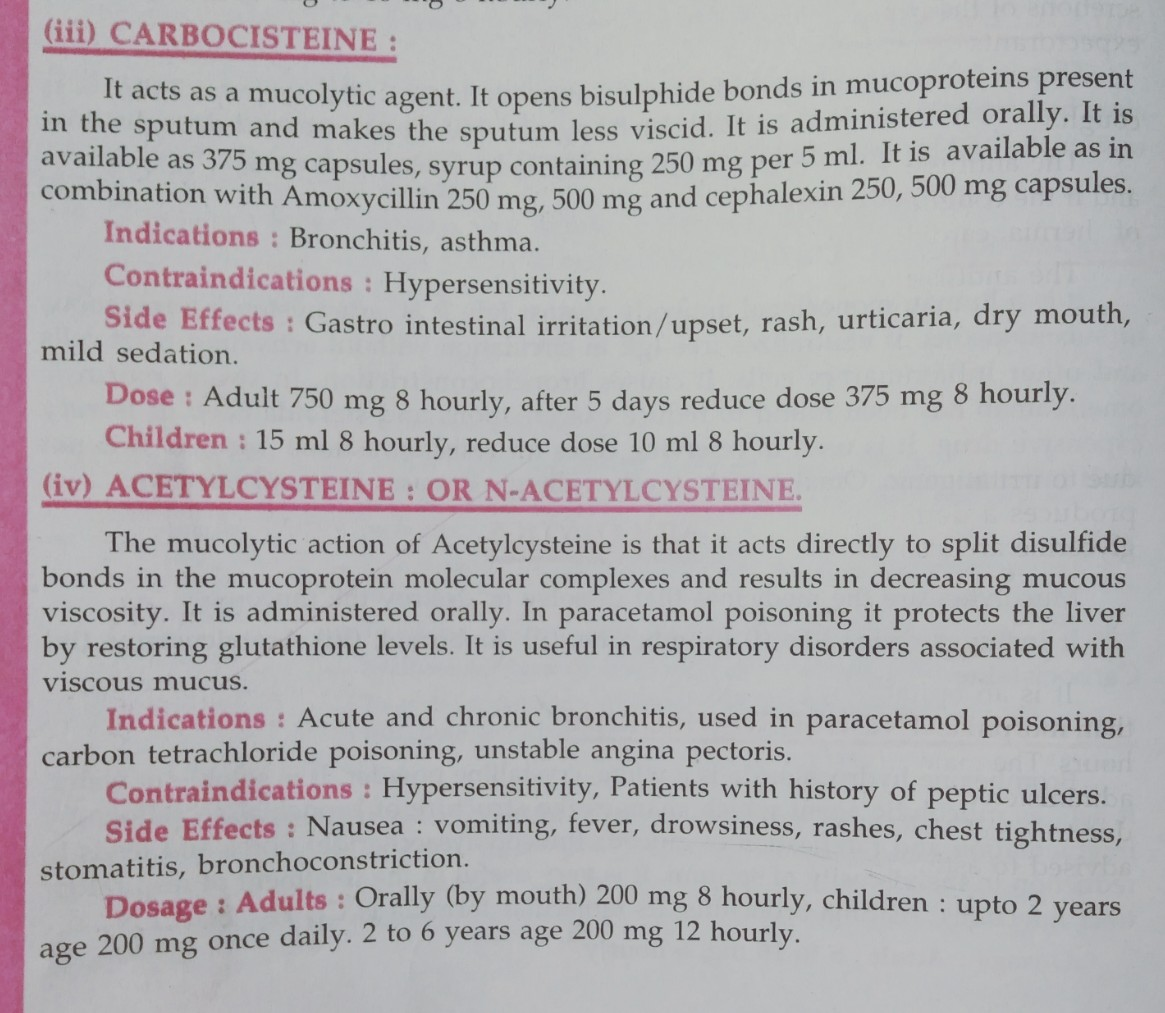 (iii) CARBOCISTEINE :
It acts as a mucolytic agent. It opens bisulphide bonds in mucoproteins present
in the sputum and makes the sputum less viscid. It is administered orally. It is
available as 375 mg capsules, syrup containing 250 mg per 5 ml. It is available as in
combination with Amoxycillin 250 mg, 500 mg and cephalexin 250, 500 mg capsules.
Indications : Bronchitis, asthma.
Contraindications : Hypersensitivity.
Side Effects : Gastro intestinal irritation/upset, rash, urticaria, dry mouth,
mild sedation.
Dose : Adult 750 mg 8 hourly, after 5 days reduce dose 375 mg 8 hourly.
Children : 15 ml 8 hourly, reduce dose 10 ml 8 hourly.
(iv) ACETYLCYSTEINE : OR N-ACETYLCYSTEINE.
The mucolytic action of Acetylcysteine is that it acts directly to split disulfide
bonds in the mucoprotein molecular complexes and results in decreasing mucous
viscosity. It is administered orally. In paracetamol poisoning it protects the liver
by restoring glutathione levels. It is useful in respiratory disorders associated with
viscous mucus.
Indications : Acute and chronic bronchitis, used in paracetamol poisoning,
carbon tetrachloride poisoning, unstable angina pectoris.
Contraindications : Hypersensitivity, Patients with history of peptic ulcers.
Side Effects : Nausea : vomiting, fever, drowsiness, rashes, chest tightness,
stomatitis, bronchoconstriction.
Dosage : Adults : Orally (by mouth) 200 mg 8 hourly, children : upto 2 years
age 200 mg once daily. 2 to 6 years age 200 mg 12 hourly.